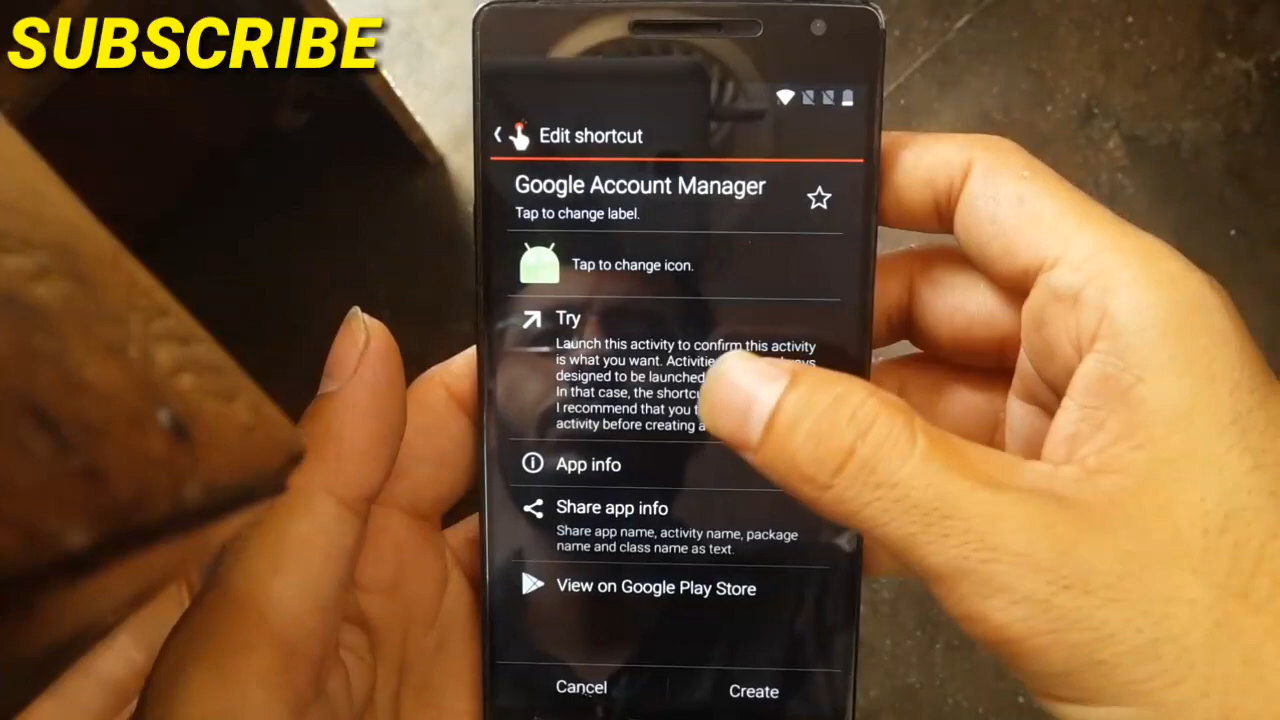 SUBSCRIBE
Edit shortcut
Google Account Manager
Tap to change label.
Tap to change icon.
Try
Launch this activity to confirm this activity
is what you want.
designed to be launched
In that case, the
I recommend that you
activity before creating
App info
Share app info
Share app name, activity name, package
name and class name as text.
View on Google Play Store
Cancel
Create